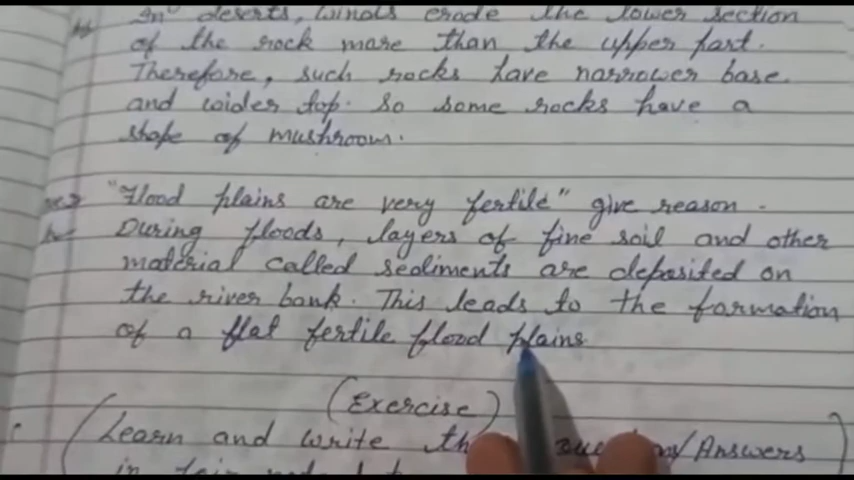 In deserts, winds erode the lower section
of the rock more than the upper part.
Therefore, such rocks have narrower base
and wider top. So some rocks have a
shape of mushroom.
"Flood plains are very fertile" give reason.
During floods, layers of fine soil and other
material called sediments are deposited on
the river bank. This leads to the formation
of a flat fertile flood plains
(Exercise)
(Learn and write Answers)
in